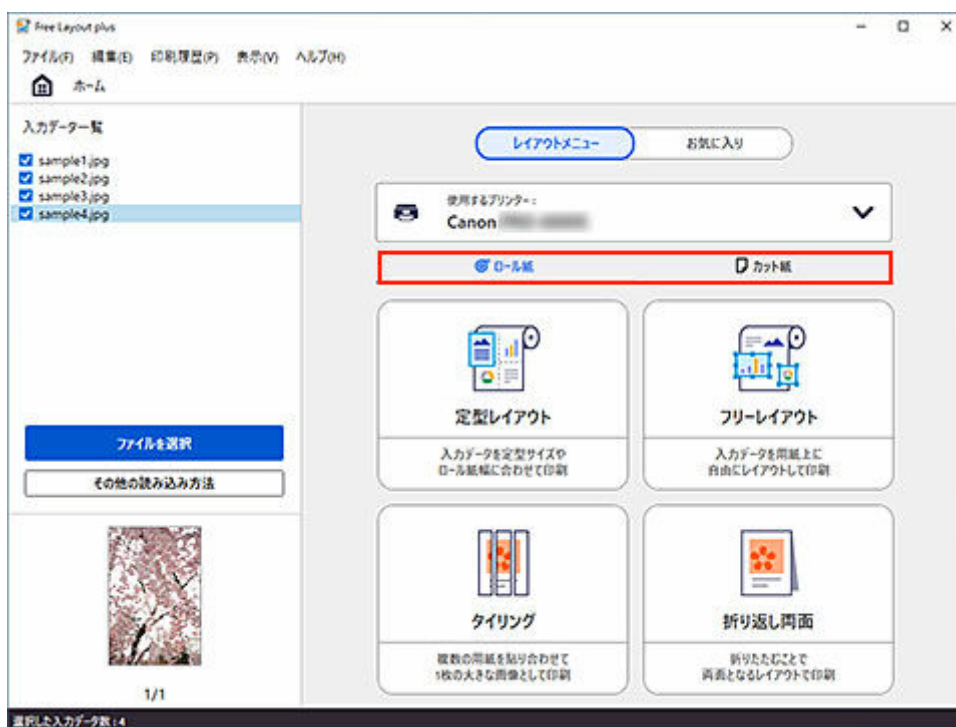 Free Layout plus
ファイル(F) 編集(E) 印刷履歴(P) 表示(V) ヘルプ(H)
ホーム
入力データ一覧
sample1.jpg
sample2.jpg
sample3.jpg
sample4.jpg
ファイルを選択
その他の読み込み方法
1/1
選択した入力データ数 : 4
レイアウトメニュー
お気に入り
使用するプリンター :
Canon
ロール紙
カット紙
定型レイアウト
入力データを定型サイズや
ロール紙幅に合わせて印刷
フリーレイアウト
入力データを用紙上に
自由にレイアウトして印刷
タイリング
複数の用紙を貼り合わせて
1枚の大きな画像として印刷
折り返し両面
折りたたむことで
両面となるレイアウトで印刷